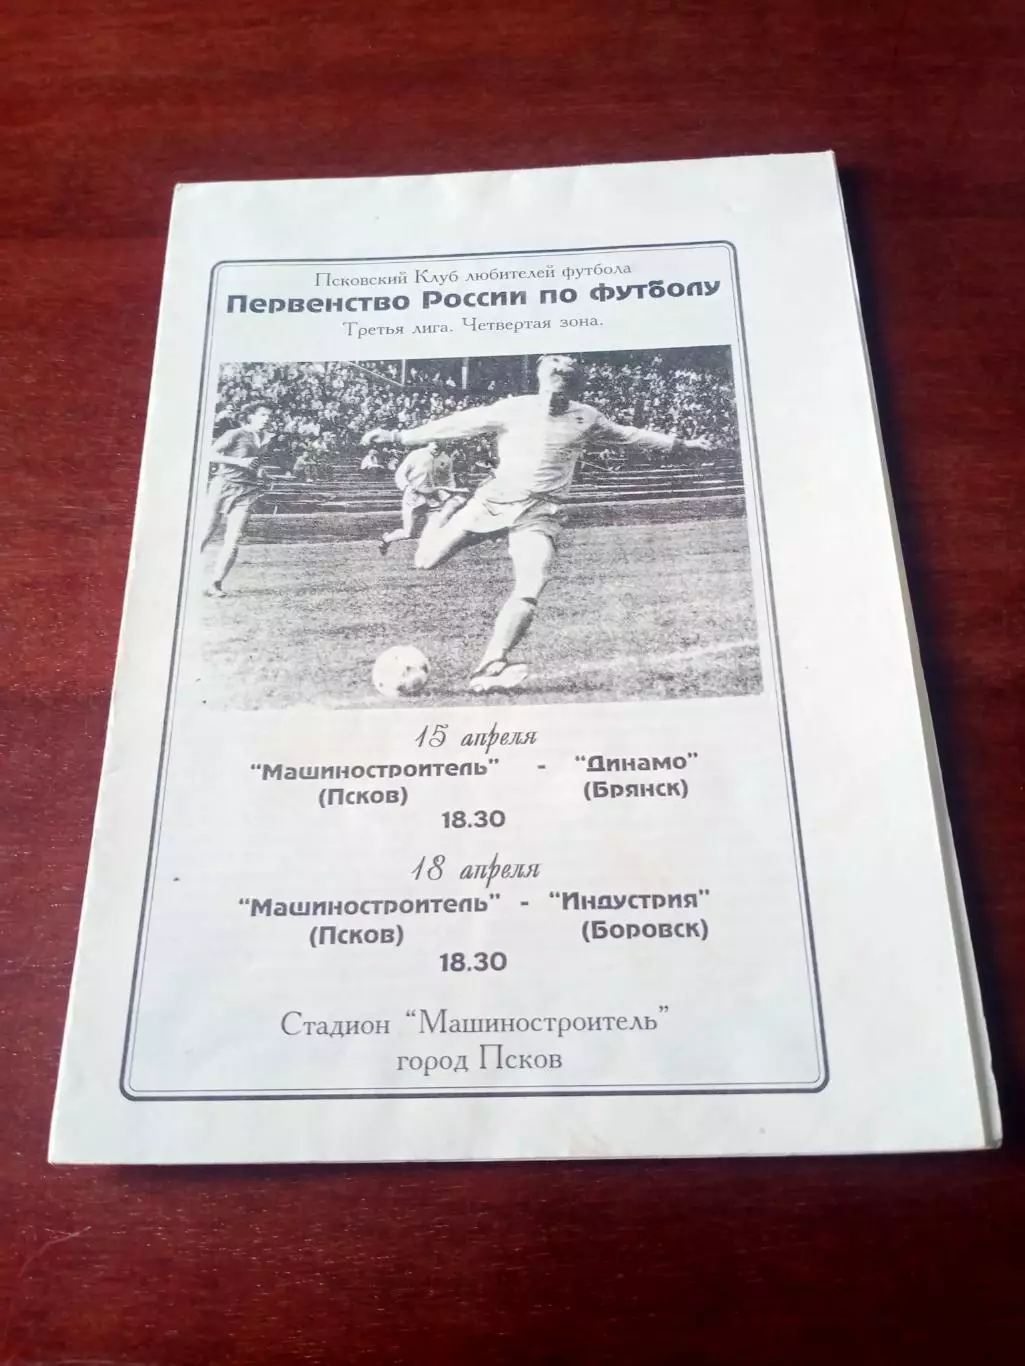 Псковский Клуб любителей футбола
Первенство России по футболу
Третья лига. Четвертая зона.
15 апреля
"Машиностроитель" - "Динамо"
(Псков) (Брянск)
18.30
18 апреля
"Машиностроитель" - "Индустрия"
(Псков) (Боровск)
18.30
Стадион "Машиностроитель"
город Псков